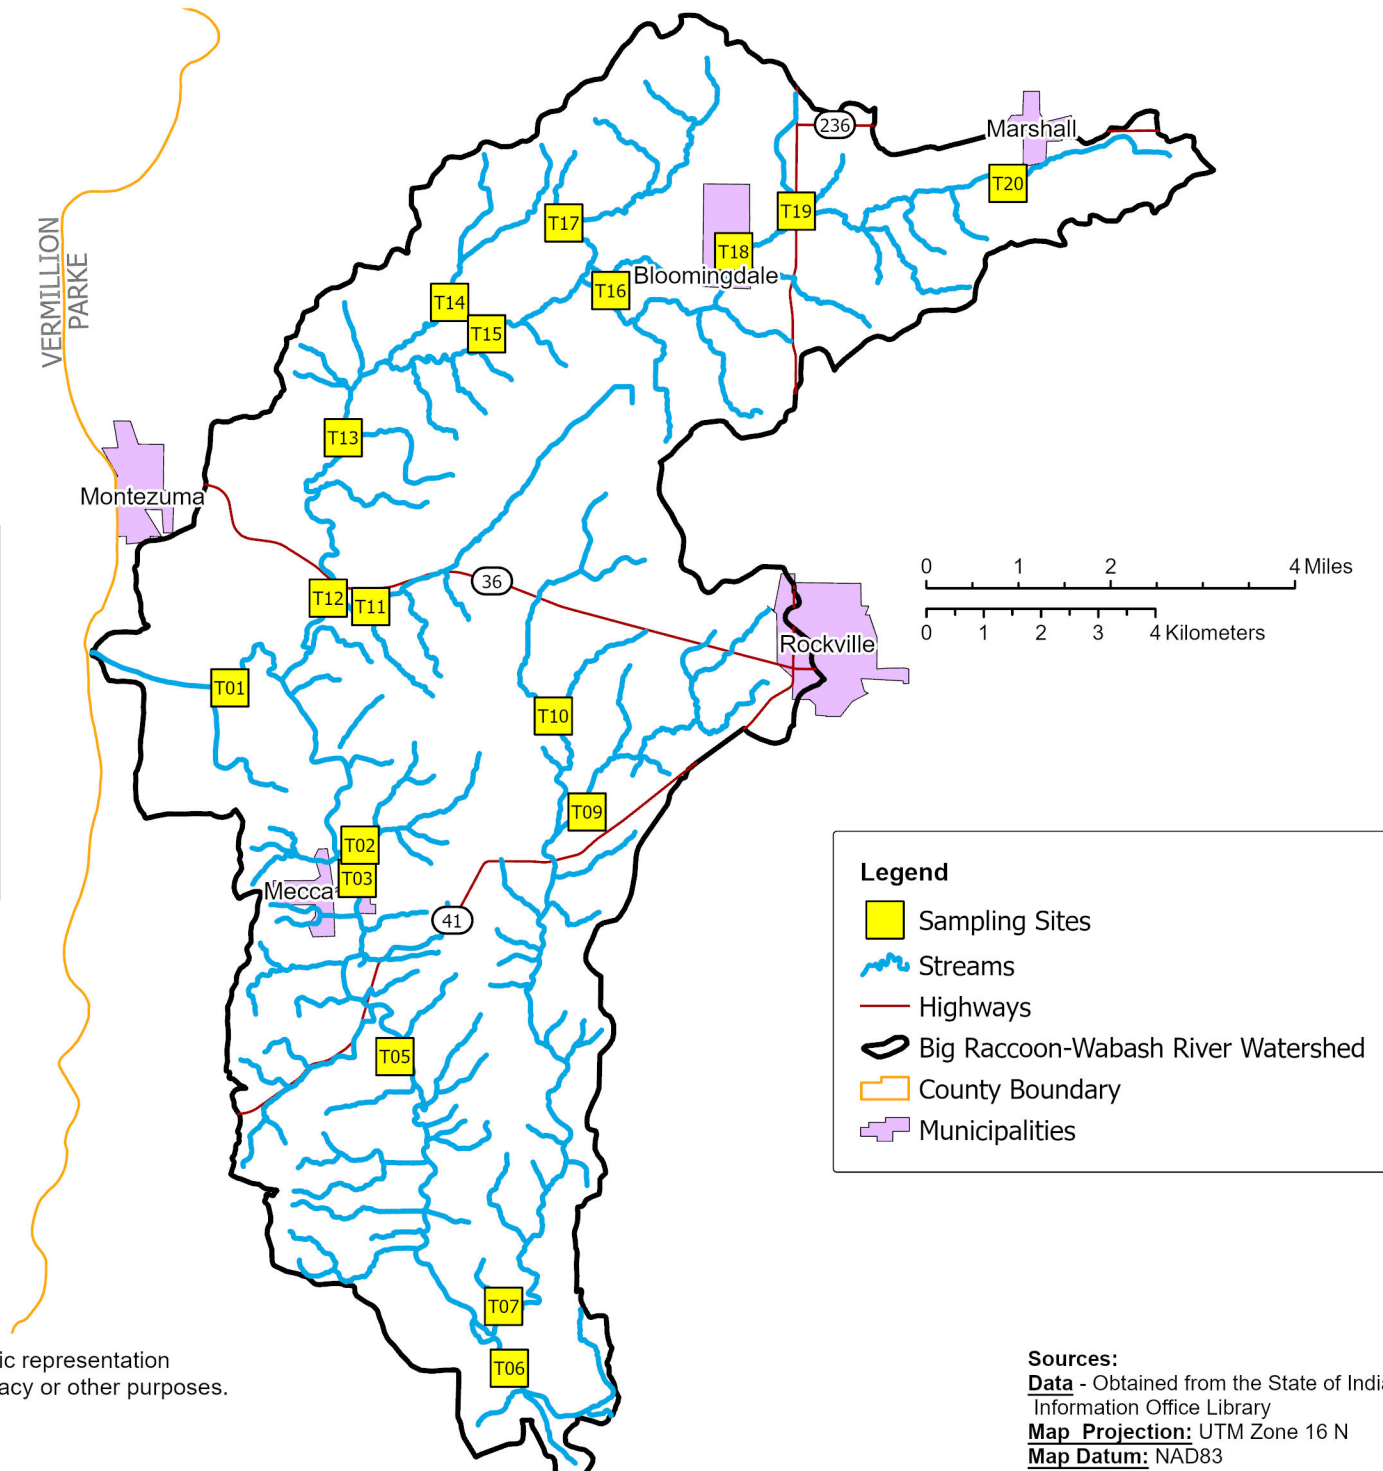 236
Marshall
T20
T19
T17
T18
Bloomingdale
T16
T14
T15
VERMILLION
PARKE
T13
Montezuma
36
T12
T11
0 1 2 4 Miles
0 1 2 3 4 Kilometers
Rockville
T01
T10
T09
T02
T03
Mecca
41
T05
T07
T06
Legend
Sampling Sites
Streams
Highways
Big Raccoon-Wabash River Watershed
County Boundary
Municipalities
ic representation
acy or other purposes.
Sources:
Data - Obtained from the State of India
Information Office Library
Map Projection: UTM Zone 16 N
Map Datum: NAD83